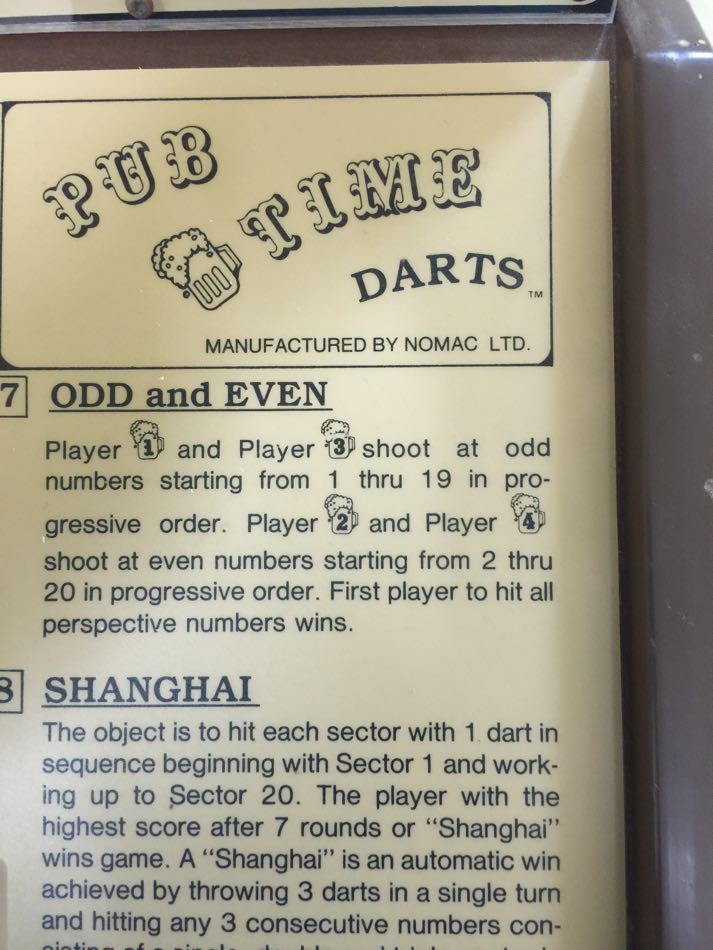 PUB TIME
DARTS ™
MANUFACTURED BY NOMAC LTD.
7 ODD and EVEN
Player 1 and Player 3 shoot at odd
numbers starting from 1 thru 19 in pro-
gressive order. Player 2 and Player 4
shoot at even numbers starting from 2 thru
20 in progressive order. First player to hit all
perspective numbers wins.
8 SHANGHAI
The object is to hit each sector with 1 dart in
sequence beginning with Sector 1 and work-
ing up to Sector 20. The player with the
highest score after 7 rounds or "Shanghai"
wins game. A "Shanghai" is an automatic win
achieved by throwing 3 darts in a single turn
and hitting any 3 consecutive numbers con-
sisting of a single,